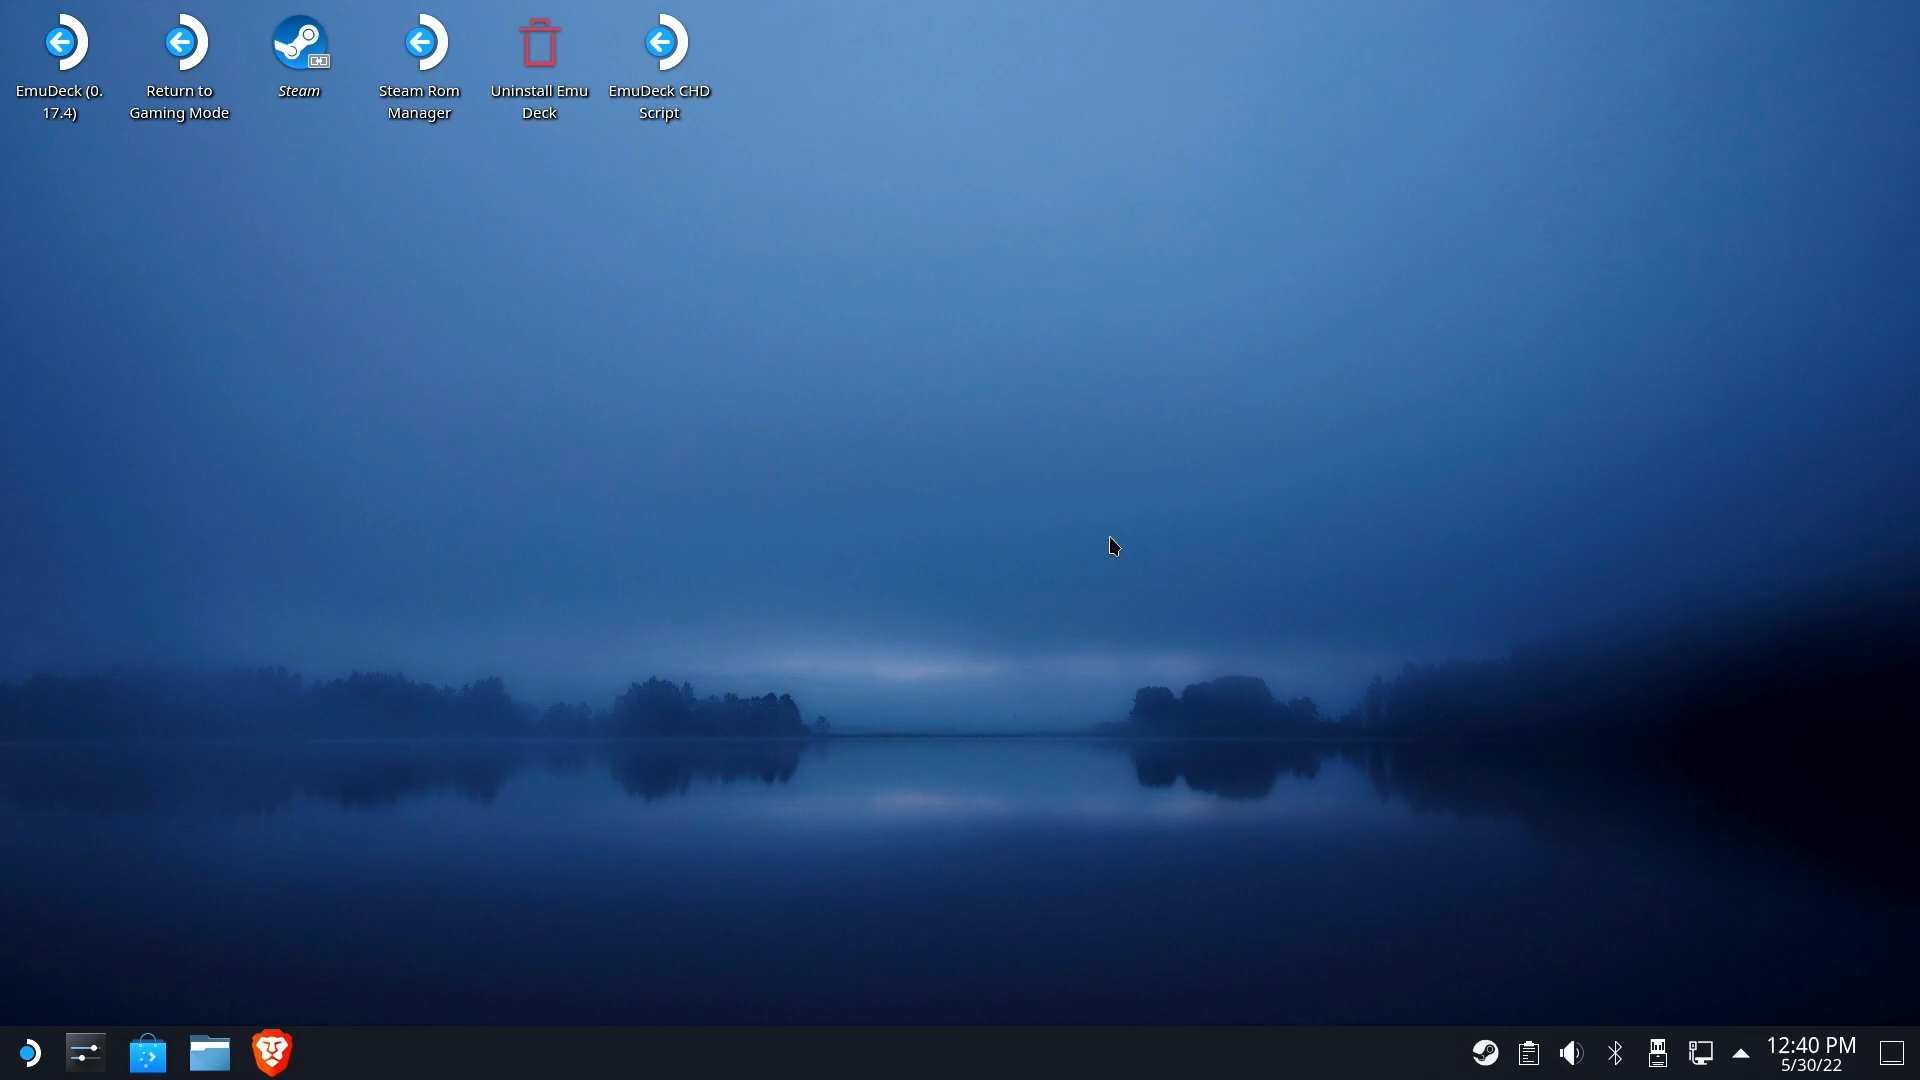 EmuDeck (0.
17.4)
Return to
Gaming Mode
Steam
Steam Rom
Manager
Uninstall Emu
Deck
EmuDeck CHD
Script
12:40 PM
5/30/22